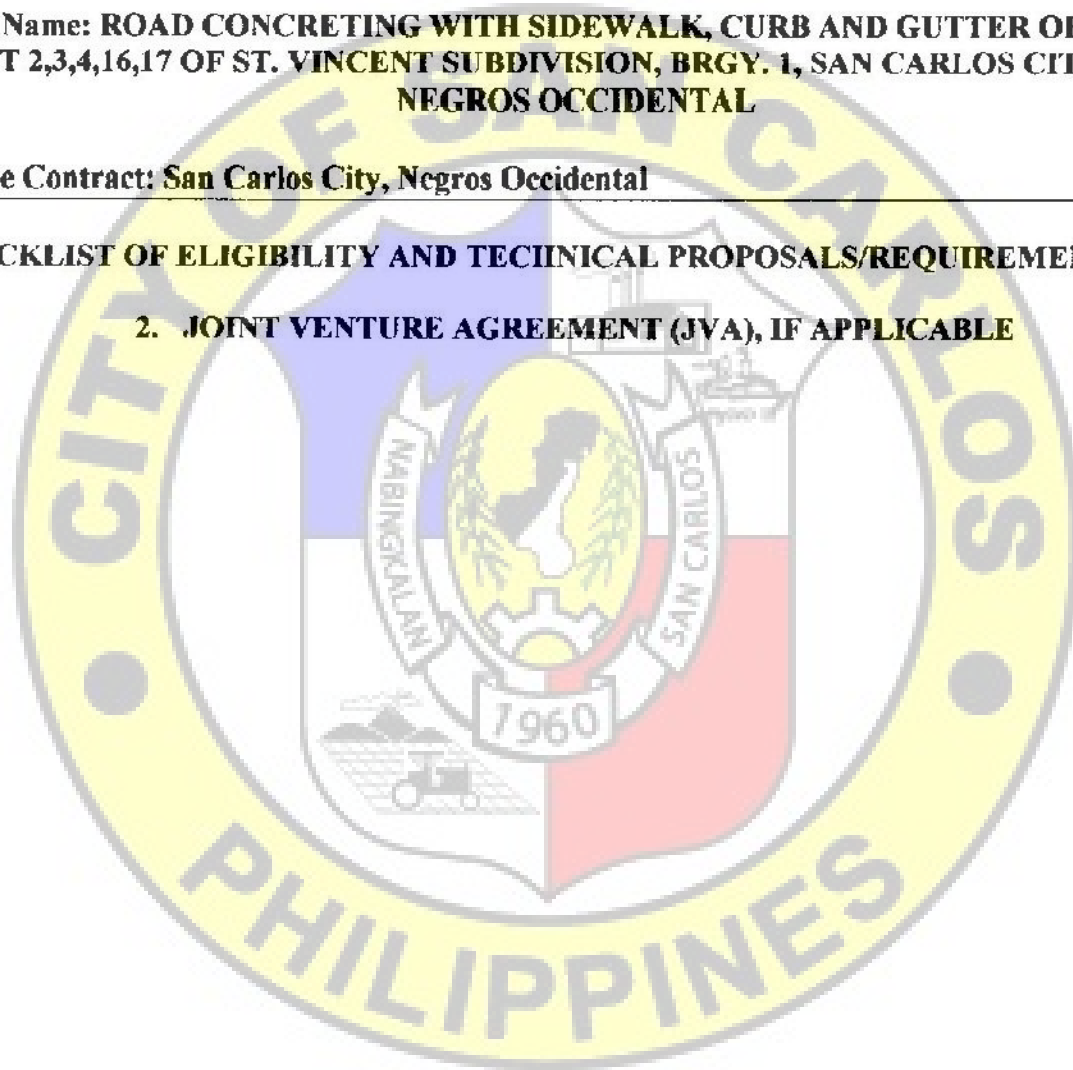 Name: ROAD CONCRETING WITH SIDEWALK, CURB AND GUTTER OF
T 2,3,4,16,17 OF ST. VINCENT SUBDIVISION, BRGY. 1, SAN CARLOS CIT
NEGROS OCCIDENTAL
e Contract: San Carlos City, Negros Occidental
CKLIST OF ELIGIBILITY AND TECHNICAL PROPOSALS/REQUIREME
2. JOINT VENTURE AGREEMENT (JVA), IF APPLICABLE
CITY OF SAN CARLOS
NABINGKALAN
SAN CARLOS
1960
PHILIPPINES